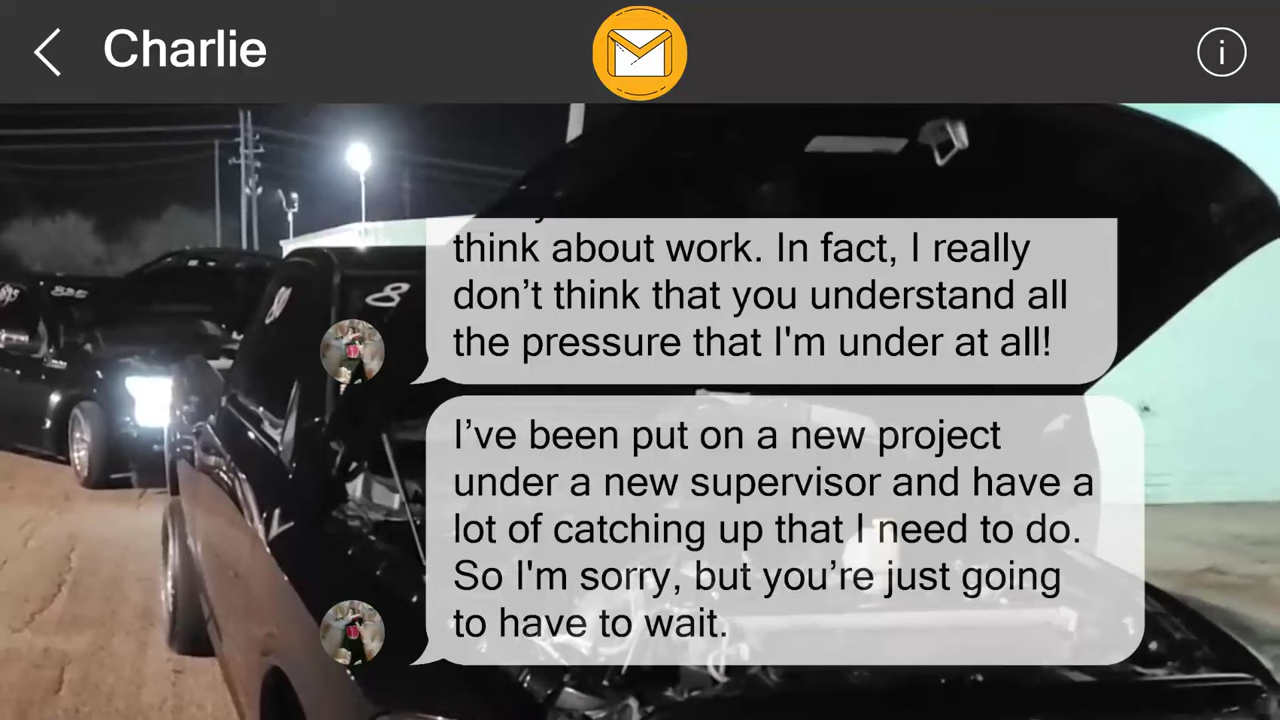 Charlie
think about work. In fact, I really
don’t think that you understand all
the pressure that I'm under at all!
I’ve been put on a new project
under a new supervisor and have a
lot of catching up that I need to do.
So I'm sorry, but you’re just going
to have to wait.